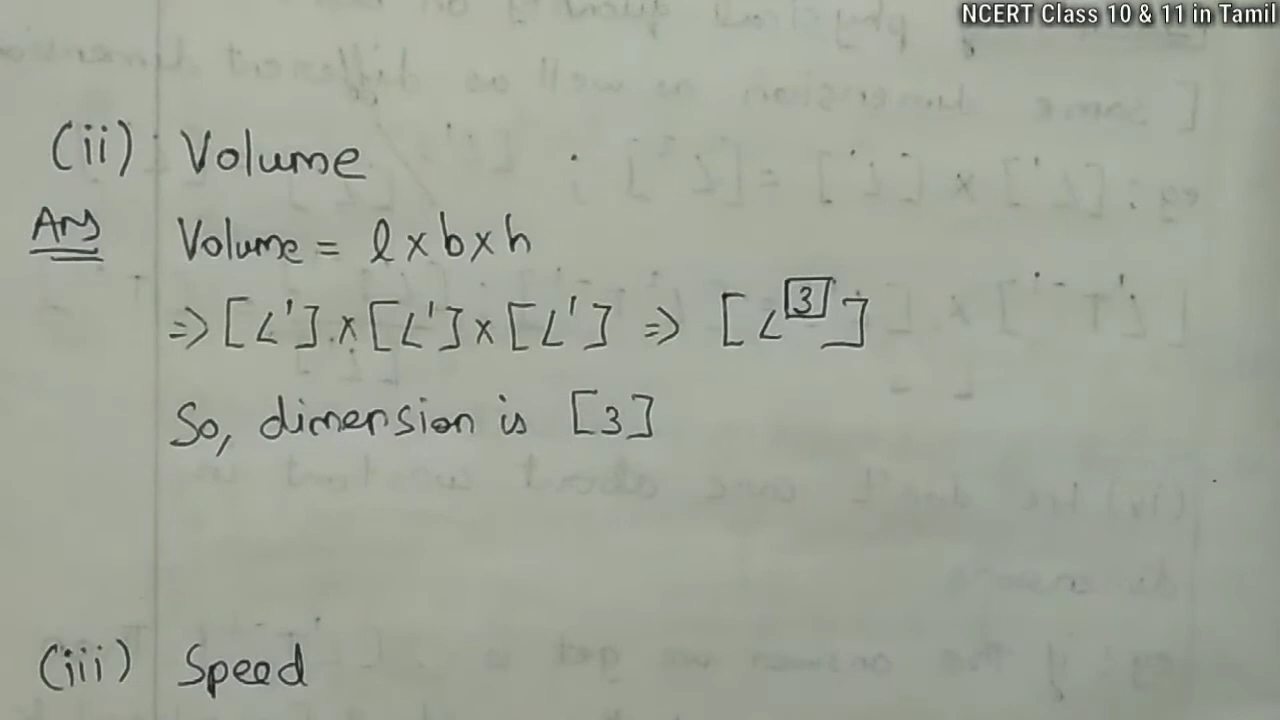 NCERT Class 10 & 11 in Tamil
(ii) Volume
Ans Volume = l × b × h
⇒ [L¹] × [L¹] × [L¹] ⇒ [L³]
So, dimension is [3]
(iii) Speed